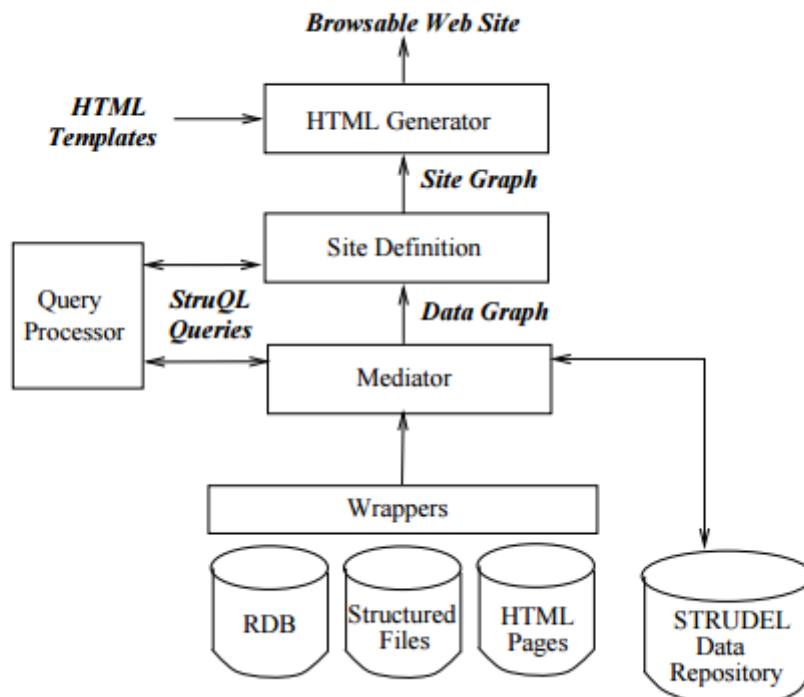 Browsable Web Site
HTML
Templates
HTML Generator
Site Graph
Site Definition
Query
Processor
StruQL
Queries
Data Graph
Mediator
Wrappers
RDB
Structured
Files
HTML
Pages
STRUDEL
Data
Repository